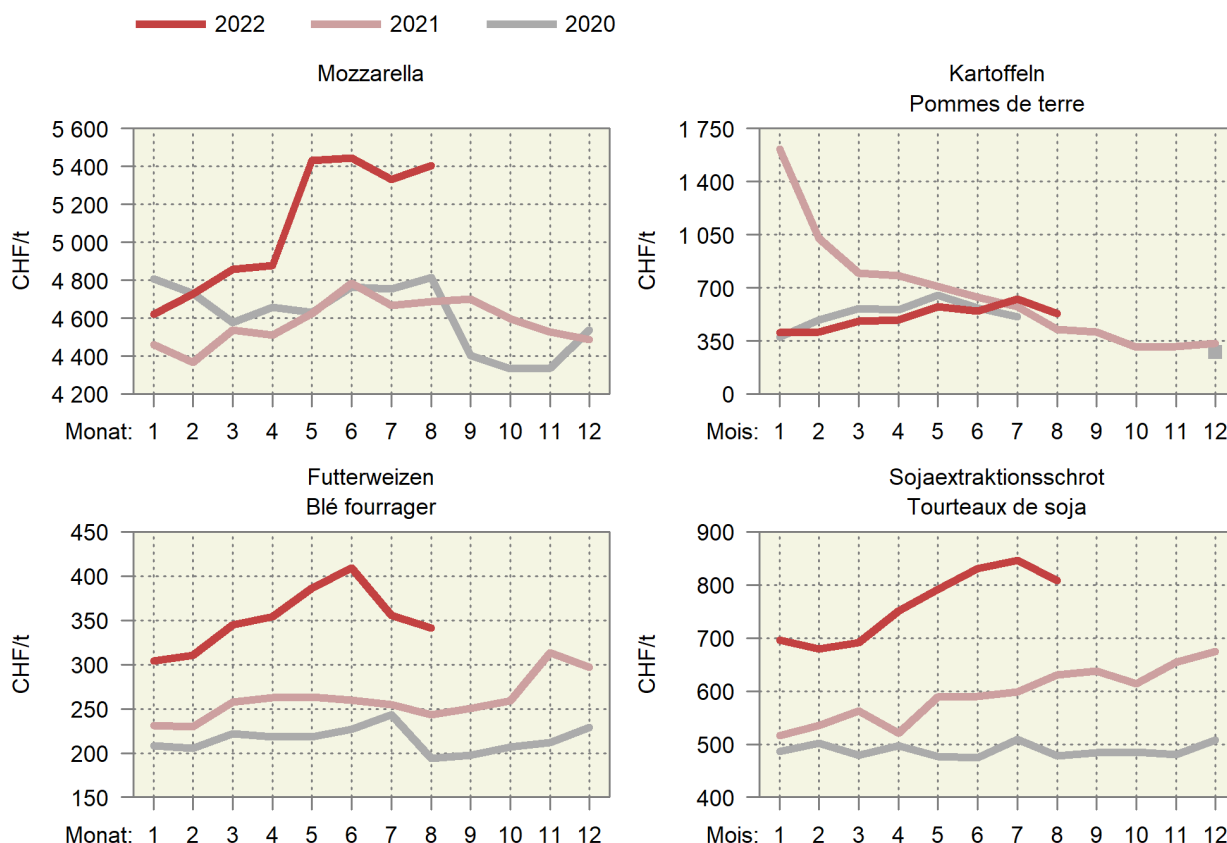 2022 2021 2020
Mozzarella
CHF/t
5 600
5 400
5 200
5 000
4 800
4 600
4 400
4 200
Monat: 1 2 3 4 5 6 7 8 9 10 11 12
Kartoffeln
Pommes de terre
CHF/t
1 750
1 400
1 050
700
350
0
Mois: 1 2 3 4 5 6 7 8 9 10 11 12
Futterweizen
Blé fourrager
CHF/t
450
400
350
300
250
200
150
Monat: 1 2 3 4 5 6 7 8 9 10 11 12
Sojaextraktionsschrot
Tourteaux de soja
CHF/t
900
800
700
600
500
400
Mois: 1 2 3 4 5 6 7 8 9 10 11 12